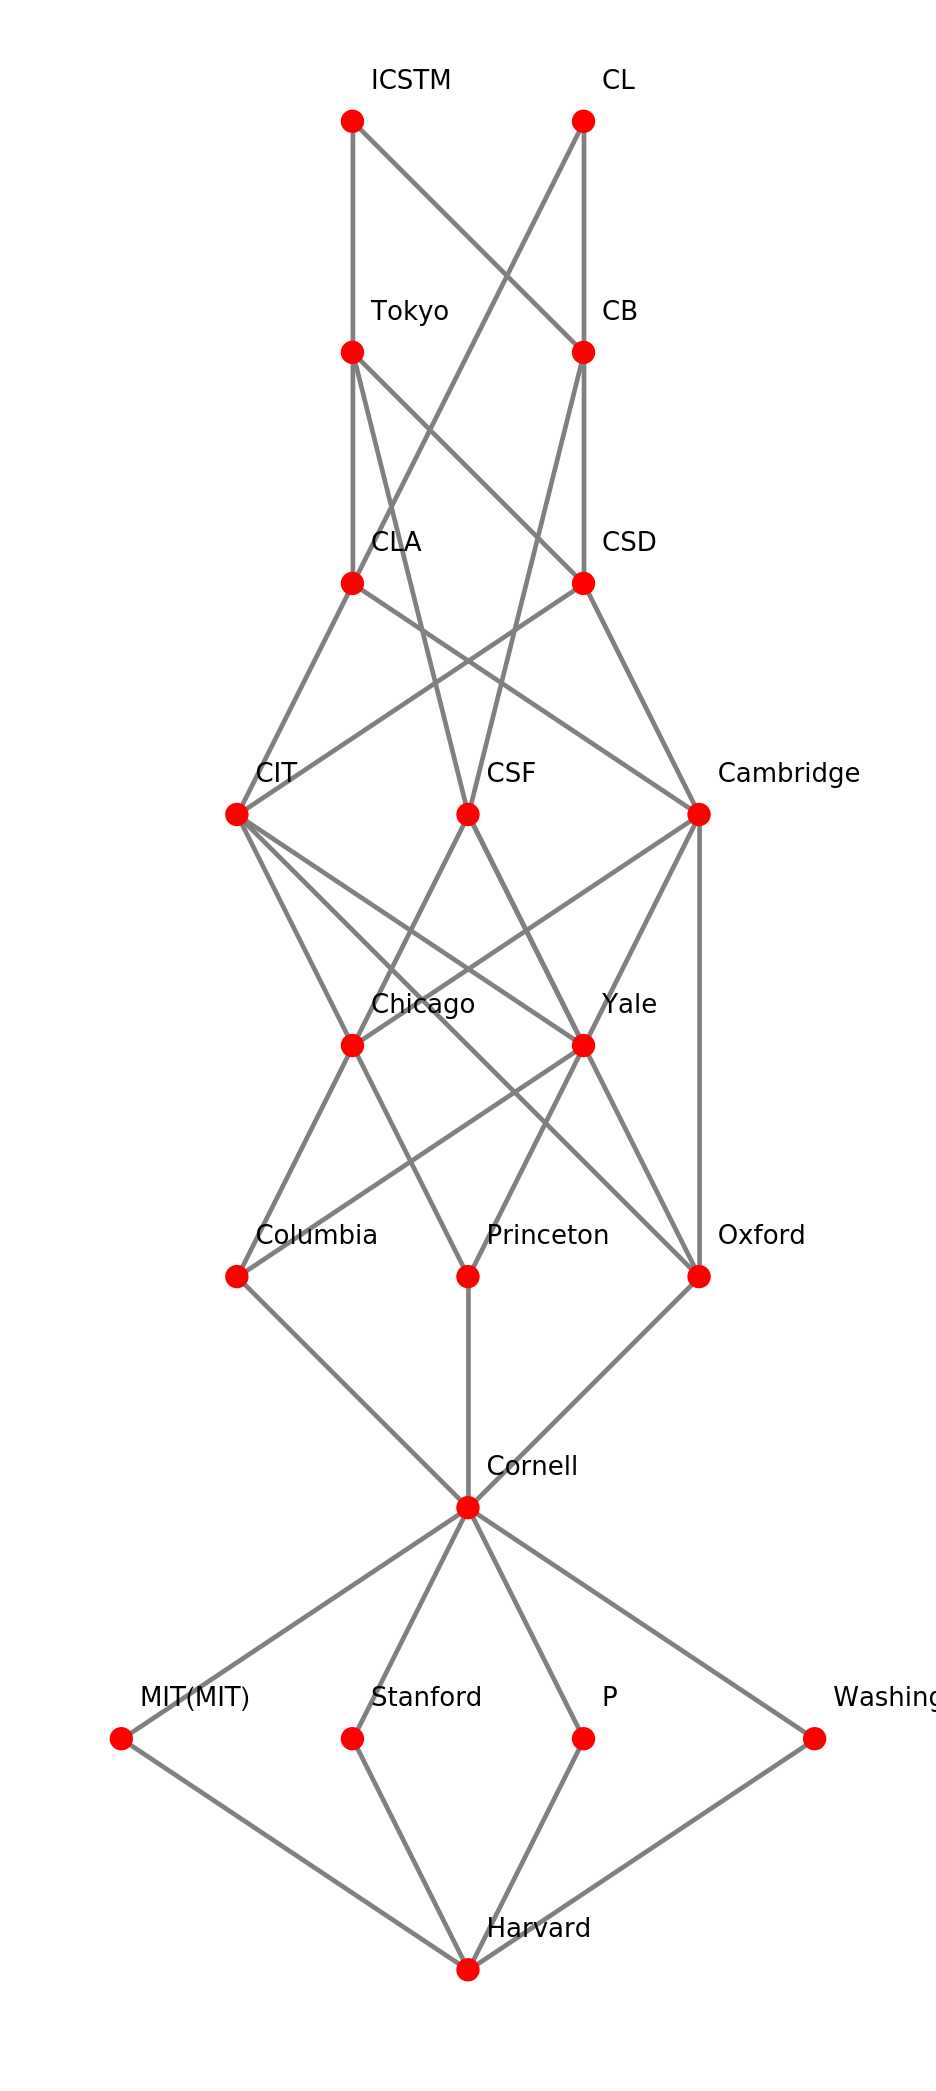 ICSTM CL
Tokyo CB
CLA CSD
CIT CSF Cambridge
Chicago Yale
Columbia Princeton Oxford
Cornell
MIT(MIT) Stanford P Washing
Harvard